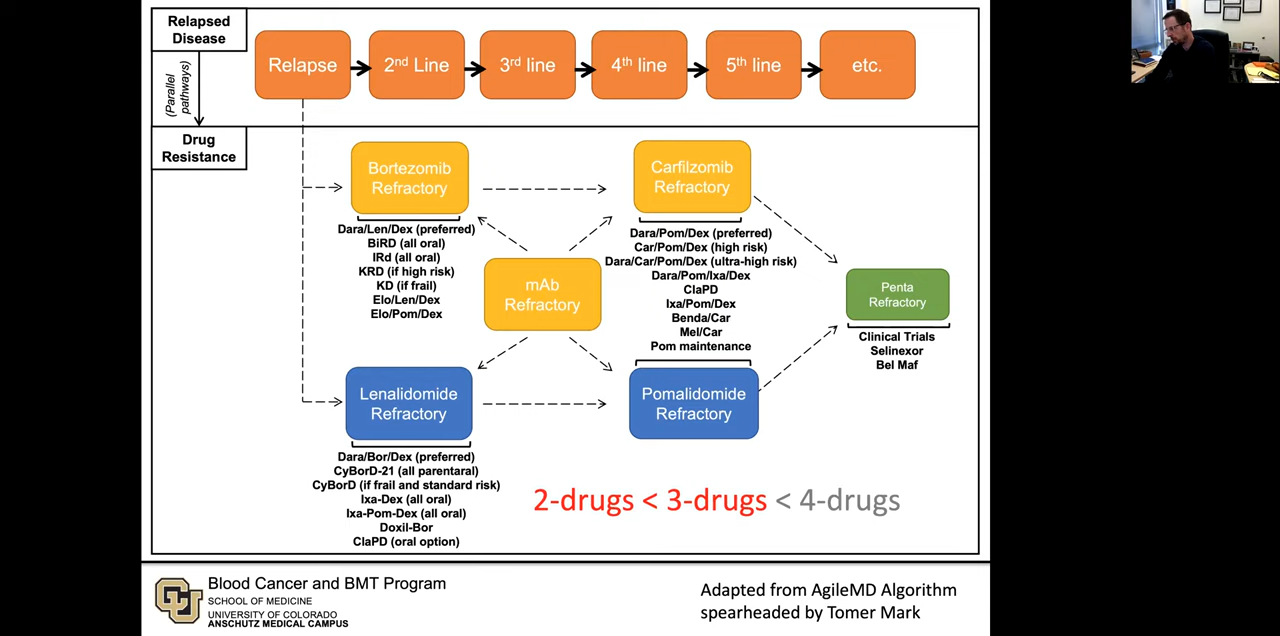 Relapsed
Disease
(Parallel
pathways)
Relapse
2nd Line
3rd line
4th line
5th line
etc.
Drug
Resistance
Bortezomib
Refractory
Dara/Len/Dex (preferred)
BiRD (all oral)
IRd (all oral)
KRD (if high risk)
KD (if frail)
Elo/Len/Dex
Elo/Pom/Dex
mAb
Refractory
Carfilzomib
Refractory
Dara/Pom/Dex (preferred)
Car/Pom/Dex (high risk)
Dara/Car/Pom/Dex (ultra-high risk)
Dara/Pom/Ixa/Dex
ClaPD
Ixa/Pom/Dex
Benda/Car
Mel/Car
Pom maintenance
Penta
Refractory
Clinical Trials
Selinexor
Bel Maf
Lenalidomide
Refractory
Dara/Bor/Dex (preferred)
CyBorD-21 (all parentaral)
CyBorD (if frail and standard risk)
Ixa-Dex (all oral)
Ixa-Pom-Dex (all oral)
Doxil-Bor
ClaPD (oral option)
Pomalidomide
Refractory
2-drugs < 3-drugs < 4-drugs
CU
Blood Cancer and BMT Program
SCHOOL OF MEDICINE
UNIVERSITY OF COLORADO
ANSCHUTZ MEDICAL CAMPUS
Adapted from AgileMD Algorithm
spearheaded by Tomer Mark